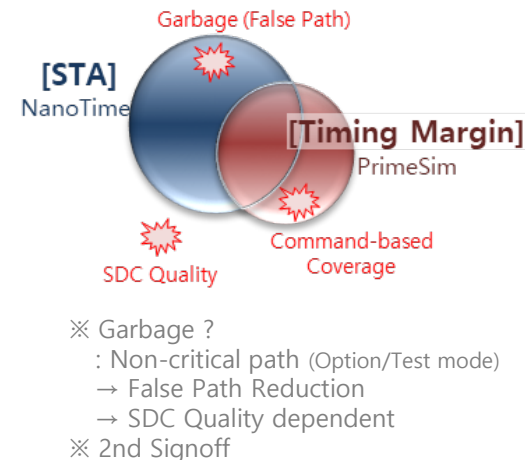 Garbage (False Path)
[STA]
NanoTime
[Timing Margin]
PrimeSim
Command-based
Coverage
SDC Quality
※ Garbage ?
: Non-critical path (Option/Test mode)
→ False Path Reduction
→ SDC Quality dependent
※ 2nd Signoff